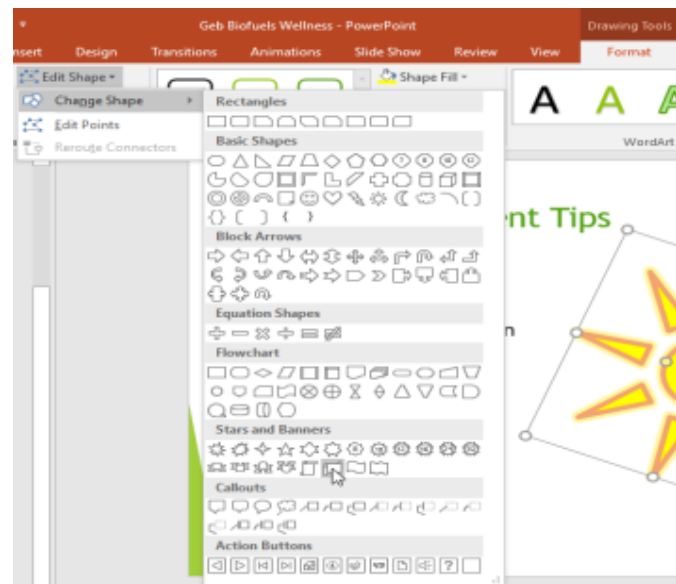 Geb Biofuels Wellness - PowerPoint
Drawing Tools
nsert Design Transitions Animations Slide Show Review View Format
Edit Shape
Shape Fill
Change Shape
Edit Points
Reroute Connectors
Rectangles
Basic Shapes
Block Arrows
Equation Shapes
Flowchart
Stars and Banners
Callouts
Action Buttons
A A A
WordArt
nt Tips
n